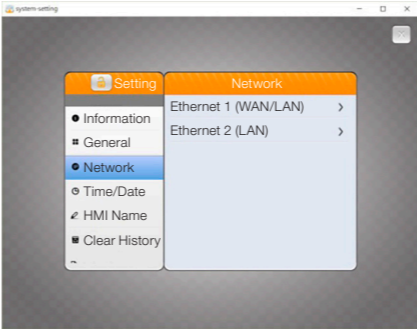 system-setting
Setting
Network
Information
General
Network
Time/Date
HMI Name
Clear History
Ethernet 1 (WAN/LAN)
Ethernet 2 (LAN)